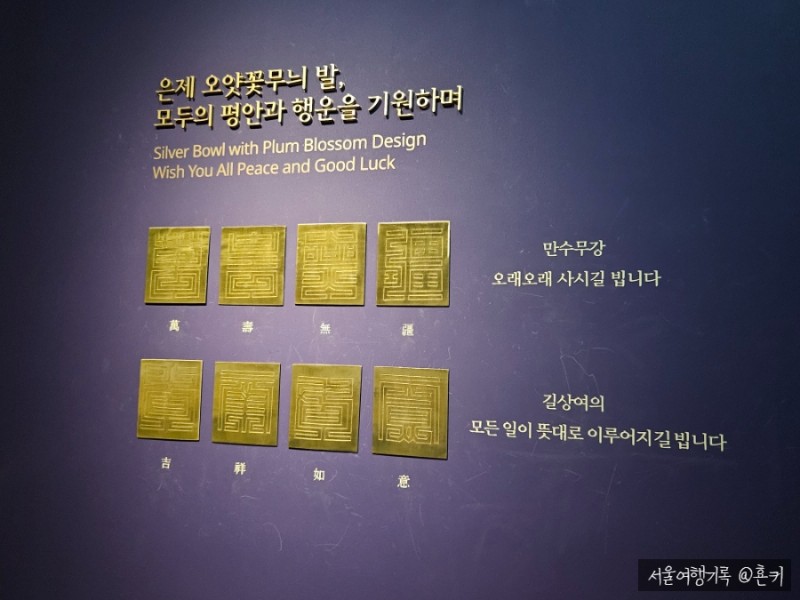 은제 오얏꽃무늬 발,
모두의 평안과 행운을 기원하며
Silver Bowl with Plum Blossom Design
Wish You All Peace and Good Luck
萬 壽 無 疆
만수무강
오래오래 사시길 빕니다
吉 祥 如 意
길상여의
모든 일이 뜻대로 이루어지길 빕니다
서울여행기록 @흔키